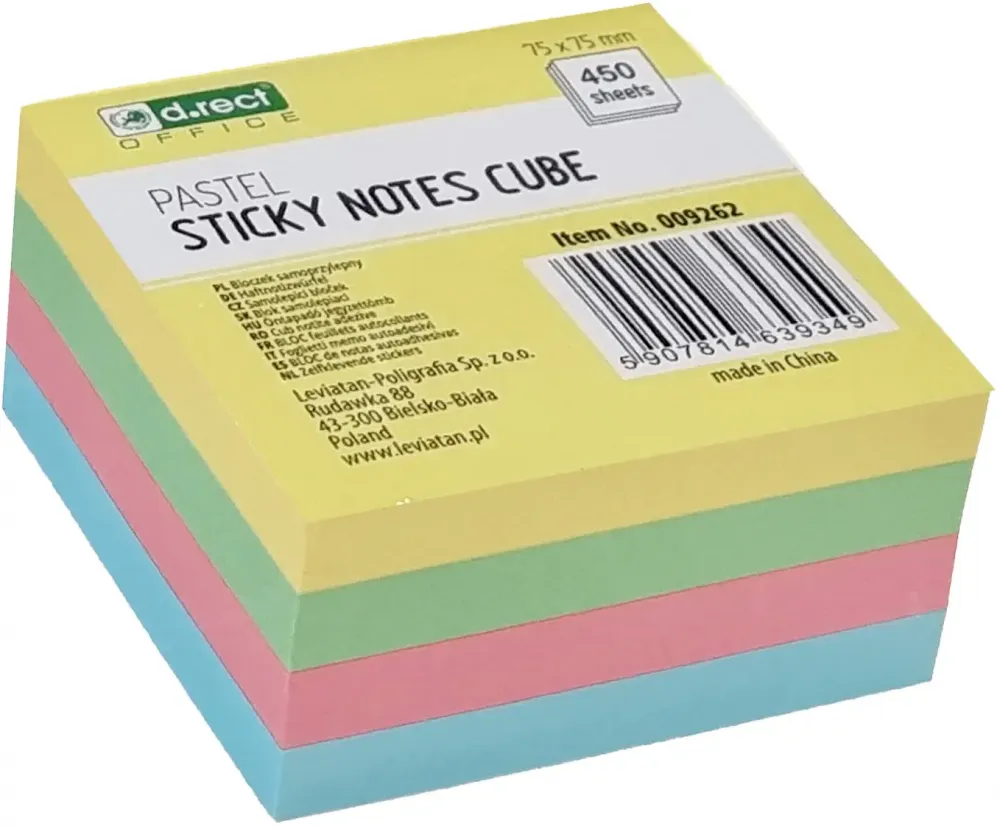 d.rect
OFFICE
75 x 75 mm
450
sheets
PASTEL
STICKY NOTES CUBE
PL Bloczek samoprzylepny
DE Haftnotizwürfel
CZ Samolepicí bloček
SK Blok samolepiaci
HU Öntapadó jegyzettömb
RO Cub notite adezive
FR BLOC feuillets autocollants
IT Foglietti memo autoadesivi
ES BLOC de notas autoadhesivas
NL Zelfklevende stickers
Leviatan-Poligrafia Sp. z o.o.
Rudawka 88
43-300 Bielsko-Biała
Poland
www.leviatan.pl
Item No. 009262
5 907814 639349
made in China